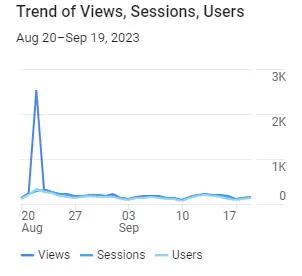 Trend of Views, Sessions, Users
Aug 20–Sep 19, 2023
3K
2K
1K
0
20 27 03 10 17
Aug Sep
Views Sessions Users